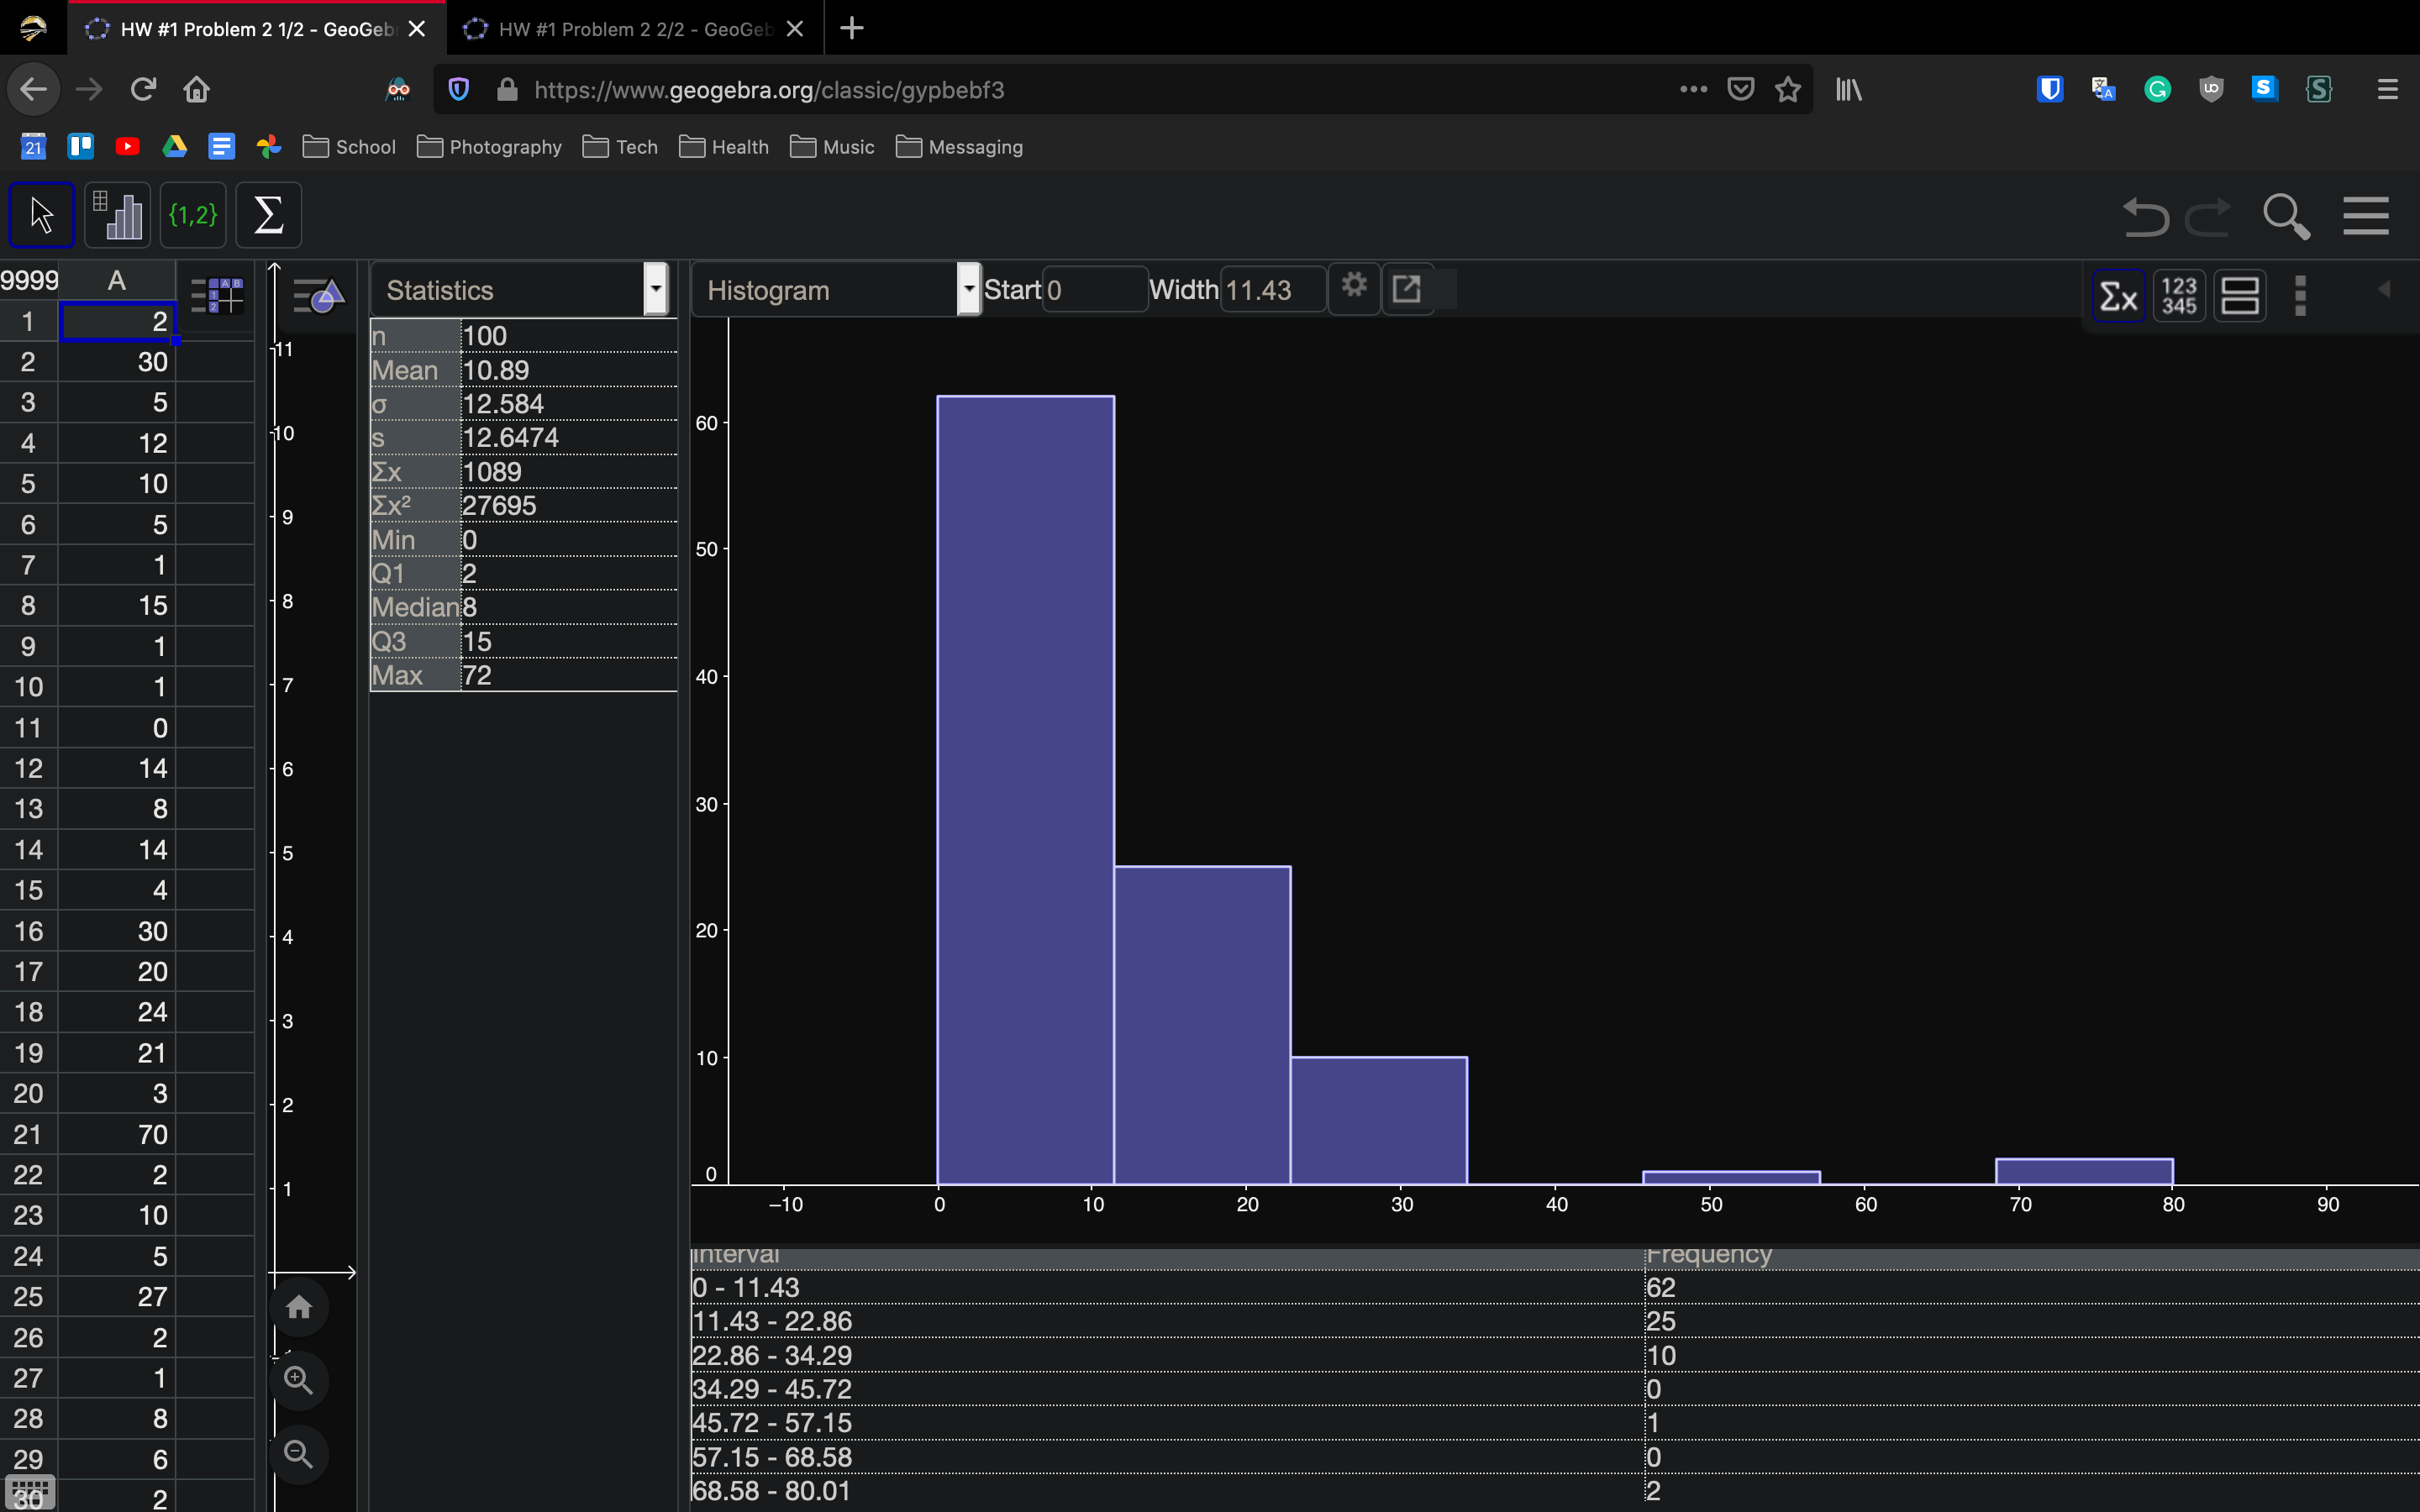 HW #1 Problem 2 1/2 - GeoGeb
HW #1 Problem 2 2/2 - GeoGeb
https://www.geogebra.org/classic/gypbebf3
21
School
Photography
Tech
Health
Music
Messaging
{1,2}
Σ
9999
A
1 2
2 30
3 5
4 12
5 10
6 5
7 1
8 15
9 1
10 1
11 0
12 14
13 8
14 14
15 4
16 30
17 20
18 24
19 21
20 3
21 70
22 2
23 10
24 5
25 27
26 2
27 1
28 8
29 6
30 2
11
10
9
8
7
6
5
4
3
2
1
Statistics
n 100
Mean 10.89
σ 12.584
s 12.6474
Σx 1089
Σx² 27695
Min 0
Q1 2
Median 8
Q3 15
Max 72
Histogram
Start 0
Width 11.43
Σx
123
345
60
50
40
30
20
10
0
–10 0 10 20 30 40 50 60 70 80 90
Interval Frequency
0 - 11.43 62
11.43 - 22.86 25
22.86 - 34.29 10
34.29 - 45.72 0
45.72 - 57.15 1
57.15 - 68.58 0
68.58 - 80.01 2